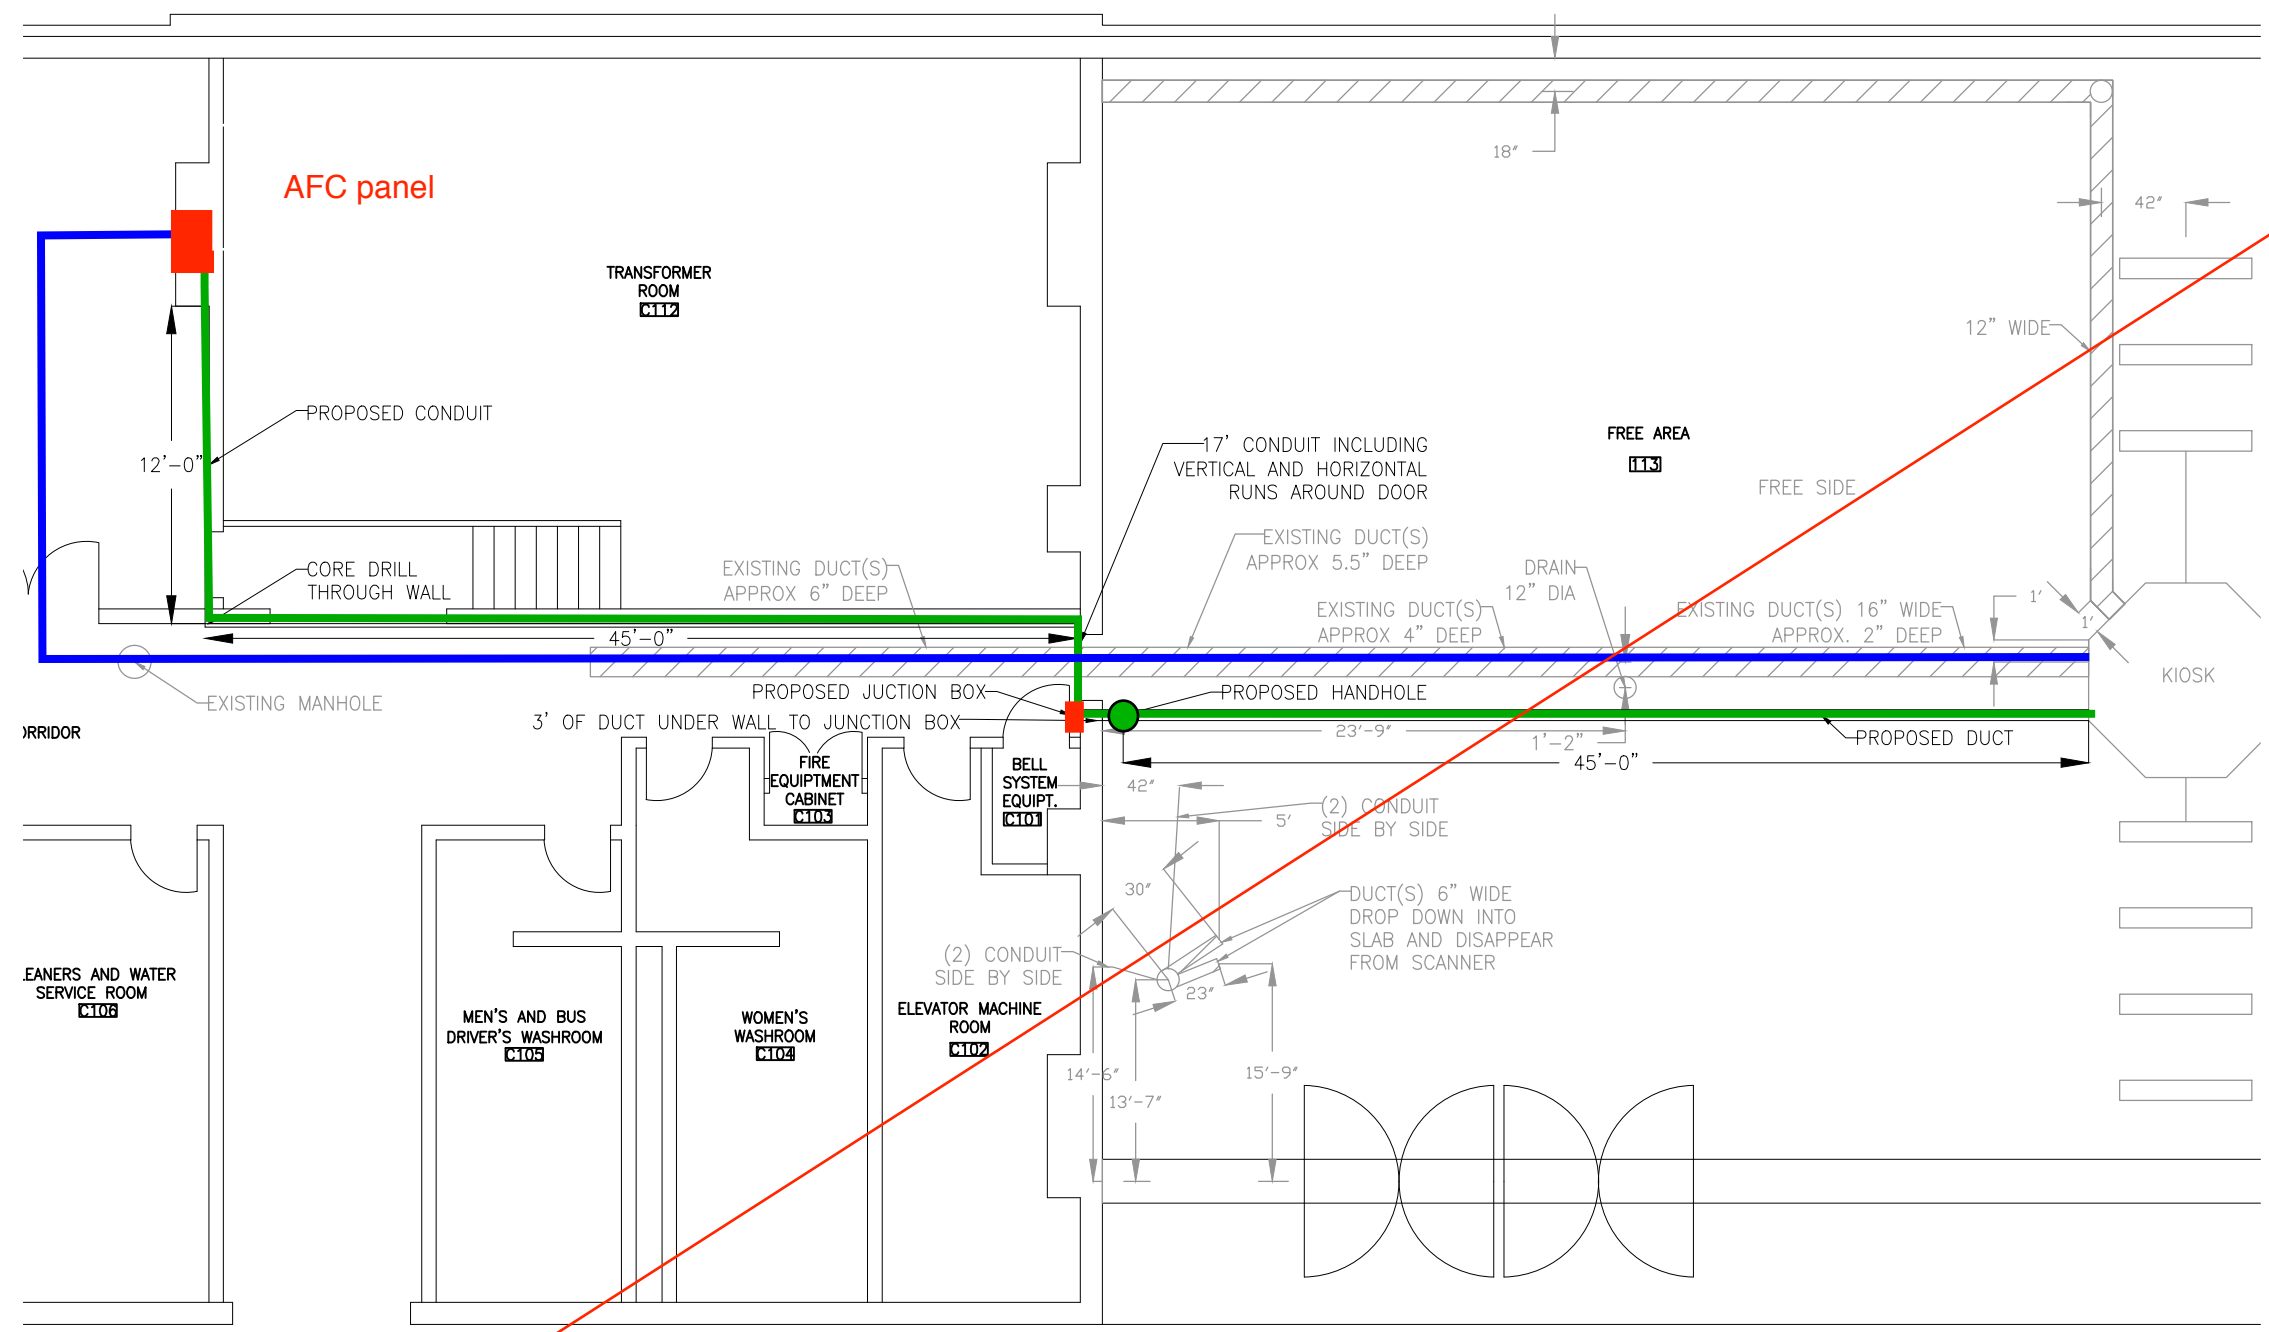 18"
AFC panel
42"
TRANSFORMER
ROOM
C112
12" WIDE
PROPOSED CONDUIT
12'-0"
17' CONDUIT INCLUDING
VERTICAL AND HORIZONTAL
RUNS AROUND DOOR
FREE AREA
113
FREE SIDE
CORE DRILL
THROUGH WALL
EXISTING DUCT(S)
APPROX 6" DEEP
EXISTING DUCT(S)
APPROX 5.5" DEEP
DRAIN
12" DIA
EXISTING DUCT(S)
APPROX 4" DEEP
EXISTING DUCT(S) 16" WIDE
APPROX. 2" DEEP
1'
1'
45'-0"
KIOSK
EXISTING MANHOLE
PROPOSED JUCTION BOX
PROPOSED HANDHOLE
3' OF DUCT UNDER WALL TO JUNCTION BOX
23'-9"
1'-2"
PROPOSED DUCT
45'-0"
ORRIDOR
FIRE
EQUIPTMENT
CABINET
C103
BELL
SYSTEM
EQUIPT.
C101
42"
(2) CONDUIT
SIDE BY SIDE
5'
30"
DUCT(S) 6" WIDE
DROP DOWN INTO
SLAB AND DISAPPEAR
FROM SCANNER
(2) CONDUIT
SIDE BY SIDE
23"
LEANERS AND WATER
SERVICE ROOM
C106
MEN'S AND BUS
DRIVER'S WASHROOM
C105
WOMEN'S
WASHROOM
C104
ELEVATOR MACHINE
ROOM
C102
14'-6"
13'-7"
15'-9"